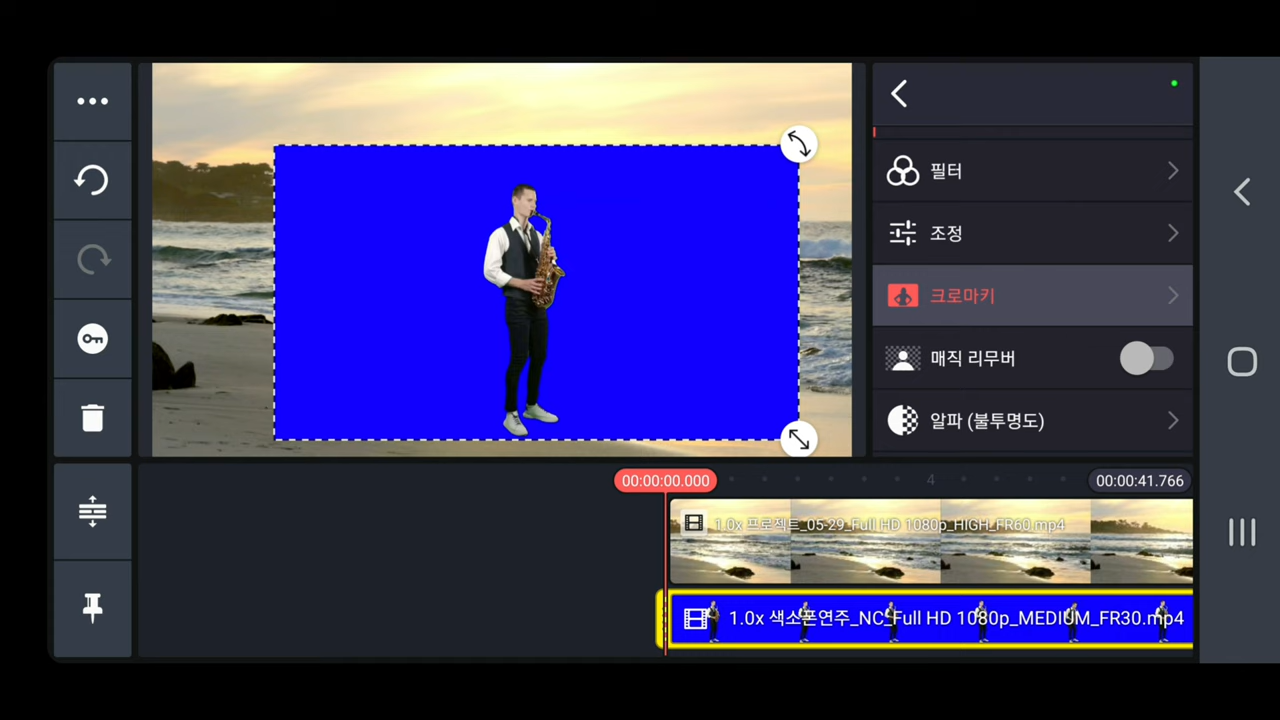 필터
조정
크로마키
매직 리무버
알파 (불투명도)
00:00:00.000
4
00:00:41.766
1.0x 프로젝트_05-29_Full HD 1080p_HIGH_FR60.mp4
1.0x 색소폰연주_NC_Full HD 1080p_MEDIUM_FR30.mp4